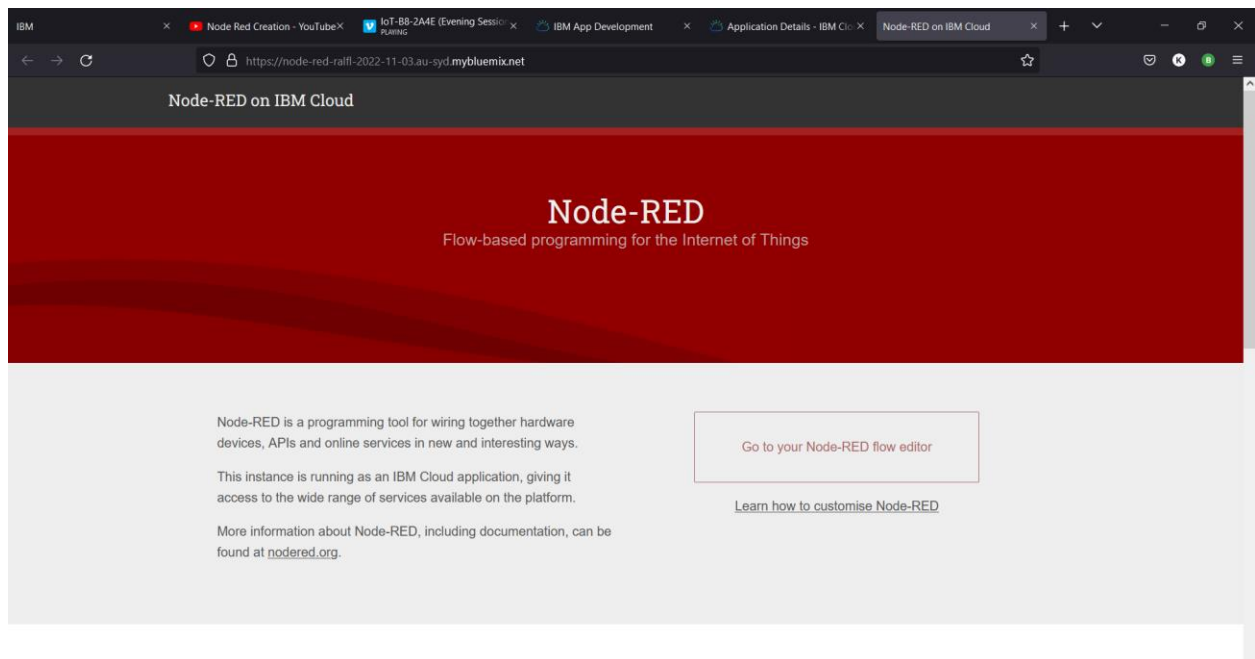 IBM
Node Red Creation - YouTube
IoT-B8-2A4E (Evening Session
PLAYING
IBM App Development
Application Details - IBM Clo
Node-RED on IBM Cloud
https://node-red-ralfl-2022-11-03.au-syd.mybluemix.net
K
B
Node-RED on IBM Cloud
Node-RED
Flow-based programming for the Internet of Things
Node-RED is a programming tool for wiring together hardware
devices, APIs and online services in new and interesting ways.
This instance is running as an IBM Cloud application, giving it
access to the wide range of services available on the platform.
More information about Node-RED, including documentation, can be
found at nodered.org.
Go to your Node-RED flow editor
Learn how to customise Node-RED